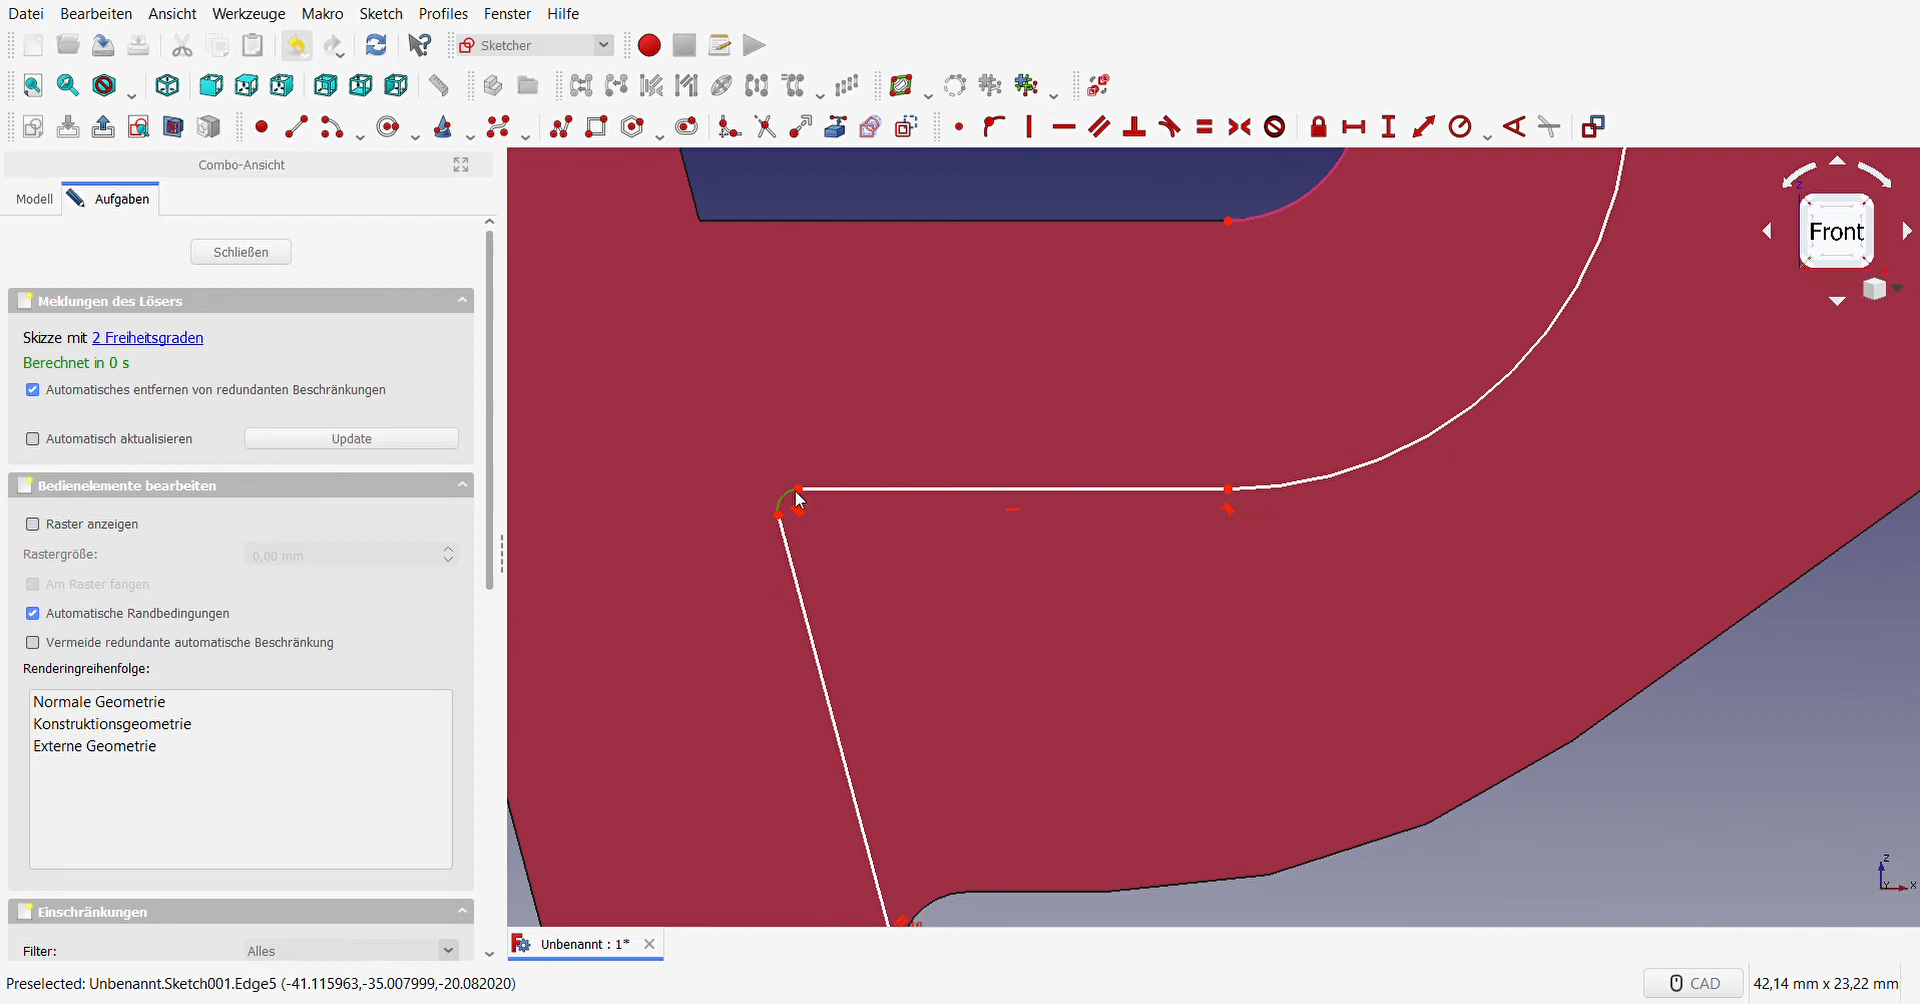 Datei Bearbeiten Ansicht Werkzeuge Makro Sketch Profiles Fenster Hilfe
Sketcher
Combo-Ansicht
Modell Aufgaben
Schließen
Meldungen des Lösers
Skizze mit 2 Freiheitsgraden
Berechnet in 0 s
Automatisches entfernen von redundanten Beschränkungen
Automatisch aktualisieren Update
Bedienelemente bearbeiten
Raster anzeigen
Rastergröße: 0,00 mm
Am Raster fangen
Automatische Randbedingungen
Vermeide redundante automatische Beschränkung
Renderingreihenfolge:
Normale Geometrie
Konstruktionsgeometrie
Externe Geometrie
Einschränkungen
Filter: Alles
Front
z
z
x
Unbenannt : 1*
Preselected: Unbenannt.Sketch001.Edge5 (-41.115963,-35.007999,-20.082020)
CAD 42,14 mm x 23,22 mm